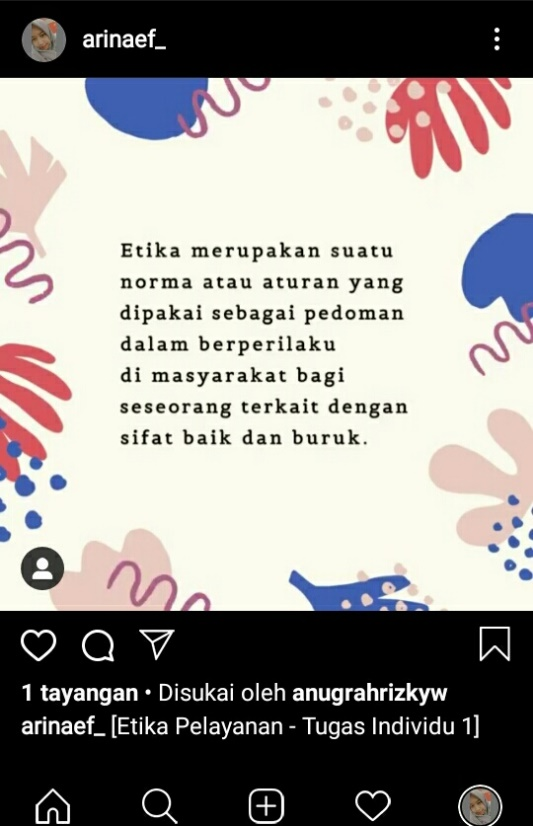 arinaef_
Etika merupakan suatu
norma atau aturan yang
dipakai sebagai pedoman
dalam berperilaku
di masyarakat bagi
seseorang terkait dengan
sifat baik dan buruk.
1 tayangan • Disukai oleh anugrahrizkyw
arinaef_ [Etika Pelayanan - Tugas Individu 1]